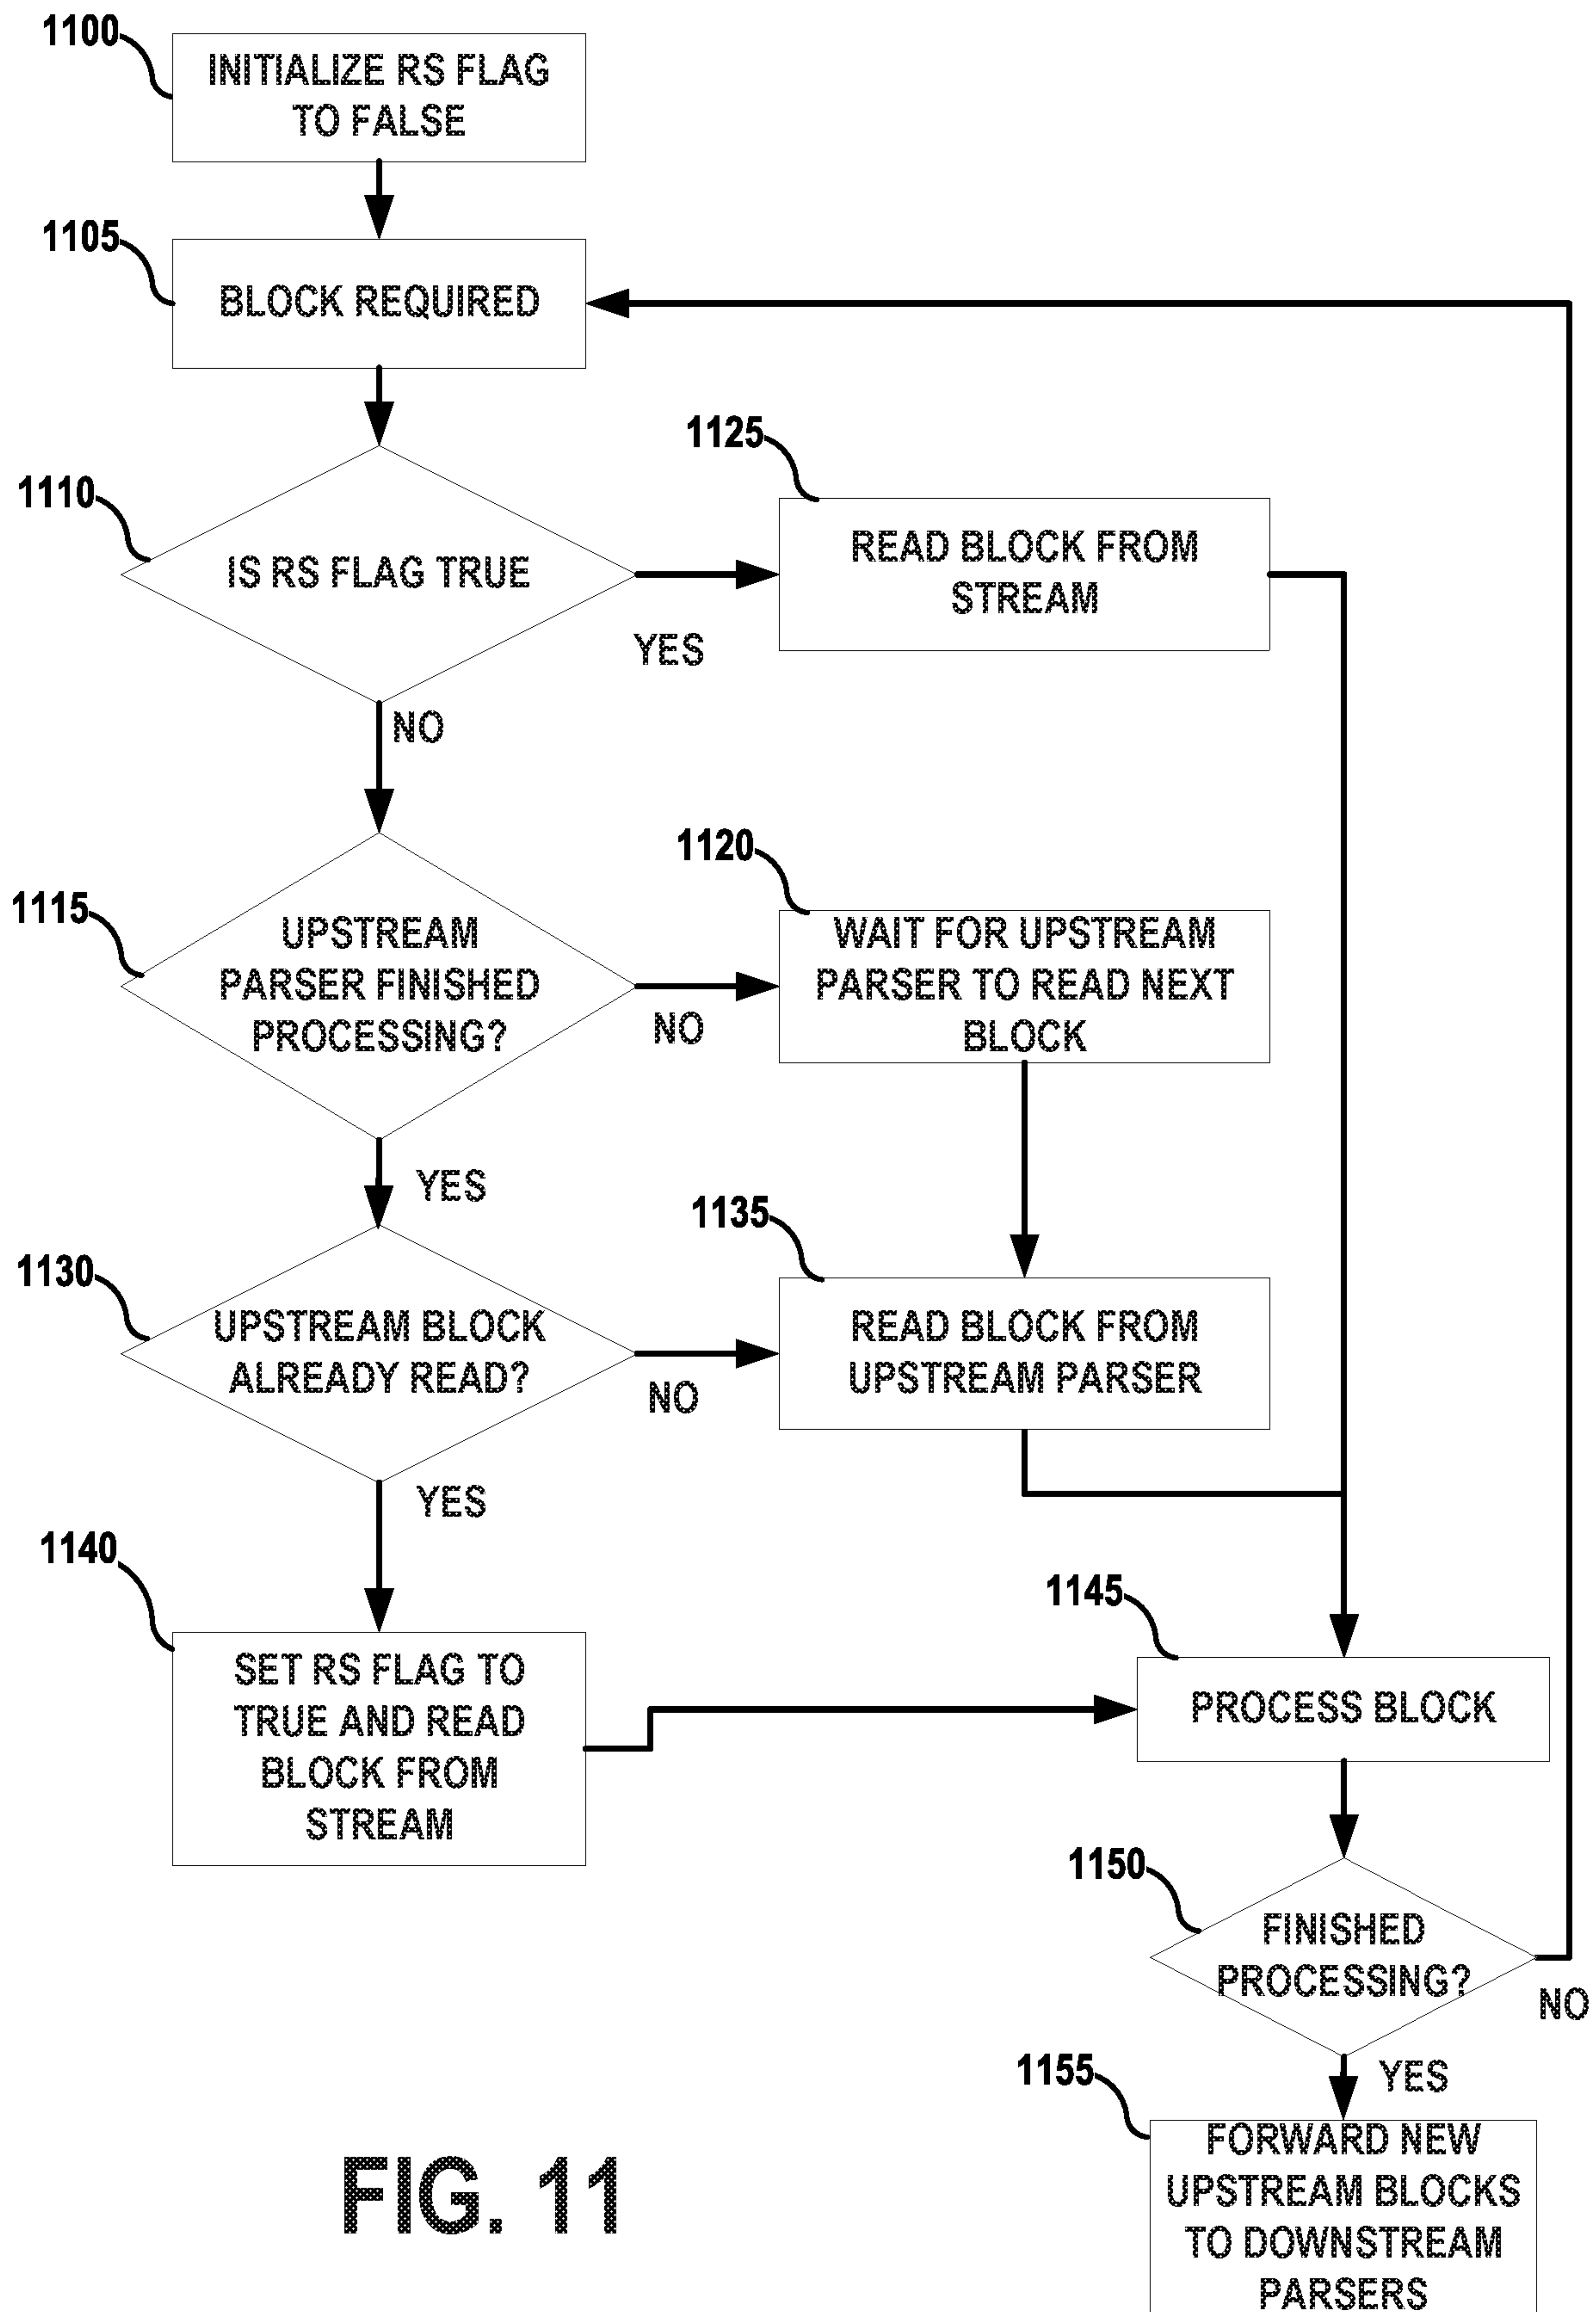 1100
INITIALIZE RS FLAG
TO FALSE
1105
BLOCK REQUIRED
1110
IS RS FLAG TRUE
YES
NO
1125
READ BLOCK FROM
STREAM
1115
UPSTREAM
PARSER FINISHED
PROCESSING?
NO
YES
1120
WAIT FOR UPSTREAM
PARSER TO READ NEXT
BLOCK
1130
UPSTREAM BLOCK
ALREADY READ?
NO
YES
1135
READ BLOCK FROM
UPSTREAM PARSER
1140
SET RS FLAG TO
TRUE AND READ
BLOCK FROM
STREAM
1145
PROCESS BLOCK
1150
FINISHED
PROCESSING?
NO
YES
1155
FORWARD NEW
UPSTREAM BLOCKS
TO DOWNSTREAM
PARSERS
FIG. 11